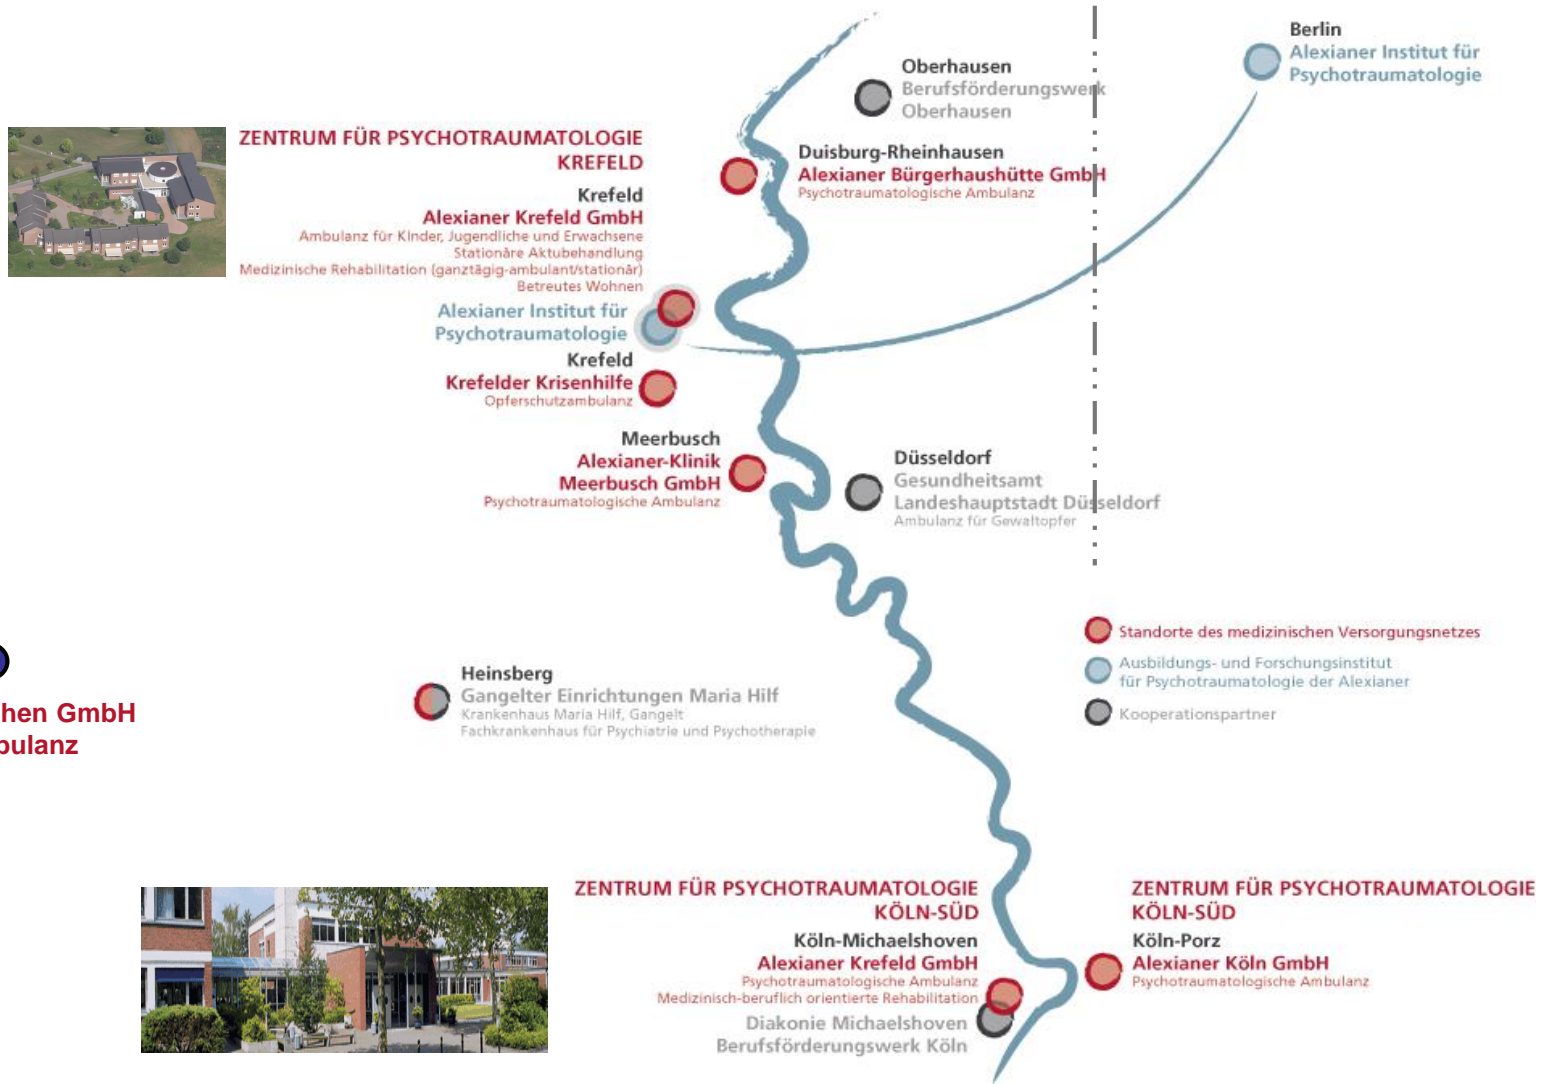 Berlin
Alexianer Institut für
Psychotraumatologie
Oberhausen
Berufsförderungswerk
Oberhausen
ZENTRUM FÜR PSYCHOTRAUMATOLOGIE
KREFELD
Krefeld
Alexianer Krefeld GmbH
Ambulanz für Kinder, Jugendliche und Erwachsene
Stationäre Aktubehandlung
Medizinische Rehabilitation (ganztägig-ambulant/stationär)
Betreutes Wohnen
Alexianer Institut für
Psychotraumatologie
Duisburg-Rheinhausen
Alexianer Bürgerhaushütte GmbH
Psychotraumatologische Ambulanz
Krefeld
Krefelder Krisenhilfe
Opferschutzambulanz
Meerbusch
Alexianer-Klinik
Meerbusch GmbH
Psychotraumatologische Ambulanz
Düsseldorf
Gesundheitsamt
Landeshauptstadt Düsseldorf
Ambulanz für Gewaltopfer
Standorte des medizinischen Versorgungsnetzes
Ausbildungs- und Forschungsinstitut
für Psychotraumatologie der Alexianer
Kooperationspartner
Heinsberg
Gangelter Einrichtungen Maria Hilf
Krankenhaus Maria Hilf, Gangelt
Fachkrankenhaus für Psychiatrie und Psychotherapie
hen GmbH
bulanz
ZENTRUM FÜR PSYCHOTRAUMATOLOGIE
KÖLN-SÜD
Köln-Michaelshoven
Alexianer Krefeld GmbH
Psychotraumatologische Ambulanz
Medizinisch-beruflich orientierte Rehabilitation
Diakonie Michaelshoven
Berufsförderungswerk Köln
ZENTRUM FÜR PSYCHOTRAUMATOLOGIE
KÖLN-SÜD
Köln-Porz
Alexianer Köln GmbH
Psychotraumatologische Ambulanz